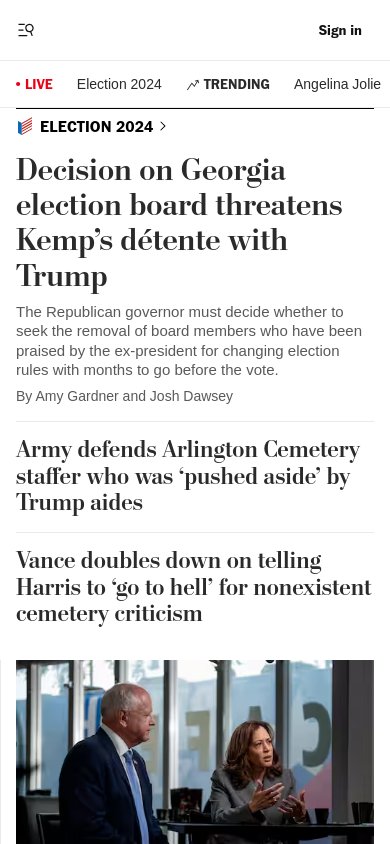 Sign in
LIVE Election 2024 TRENDING Angelina Jolie
ELECTION 2024
Decision on Georgia
election board threatens
Kemp’s détente with
Trump
The Republican governor must decide whether to
seek the removal of board members who have been
praised by the ex-president for changing election
rules with months to go before the vote.
By Amy Gardner and Josh Dawsey
Army defends Arlington Cemetery
staffer who was ‘pushed aside’ by
Trump aides
Vance doubles down on telling
Harris to ‘go to hell’ for nonexistent
cemetery criticism